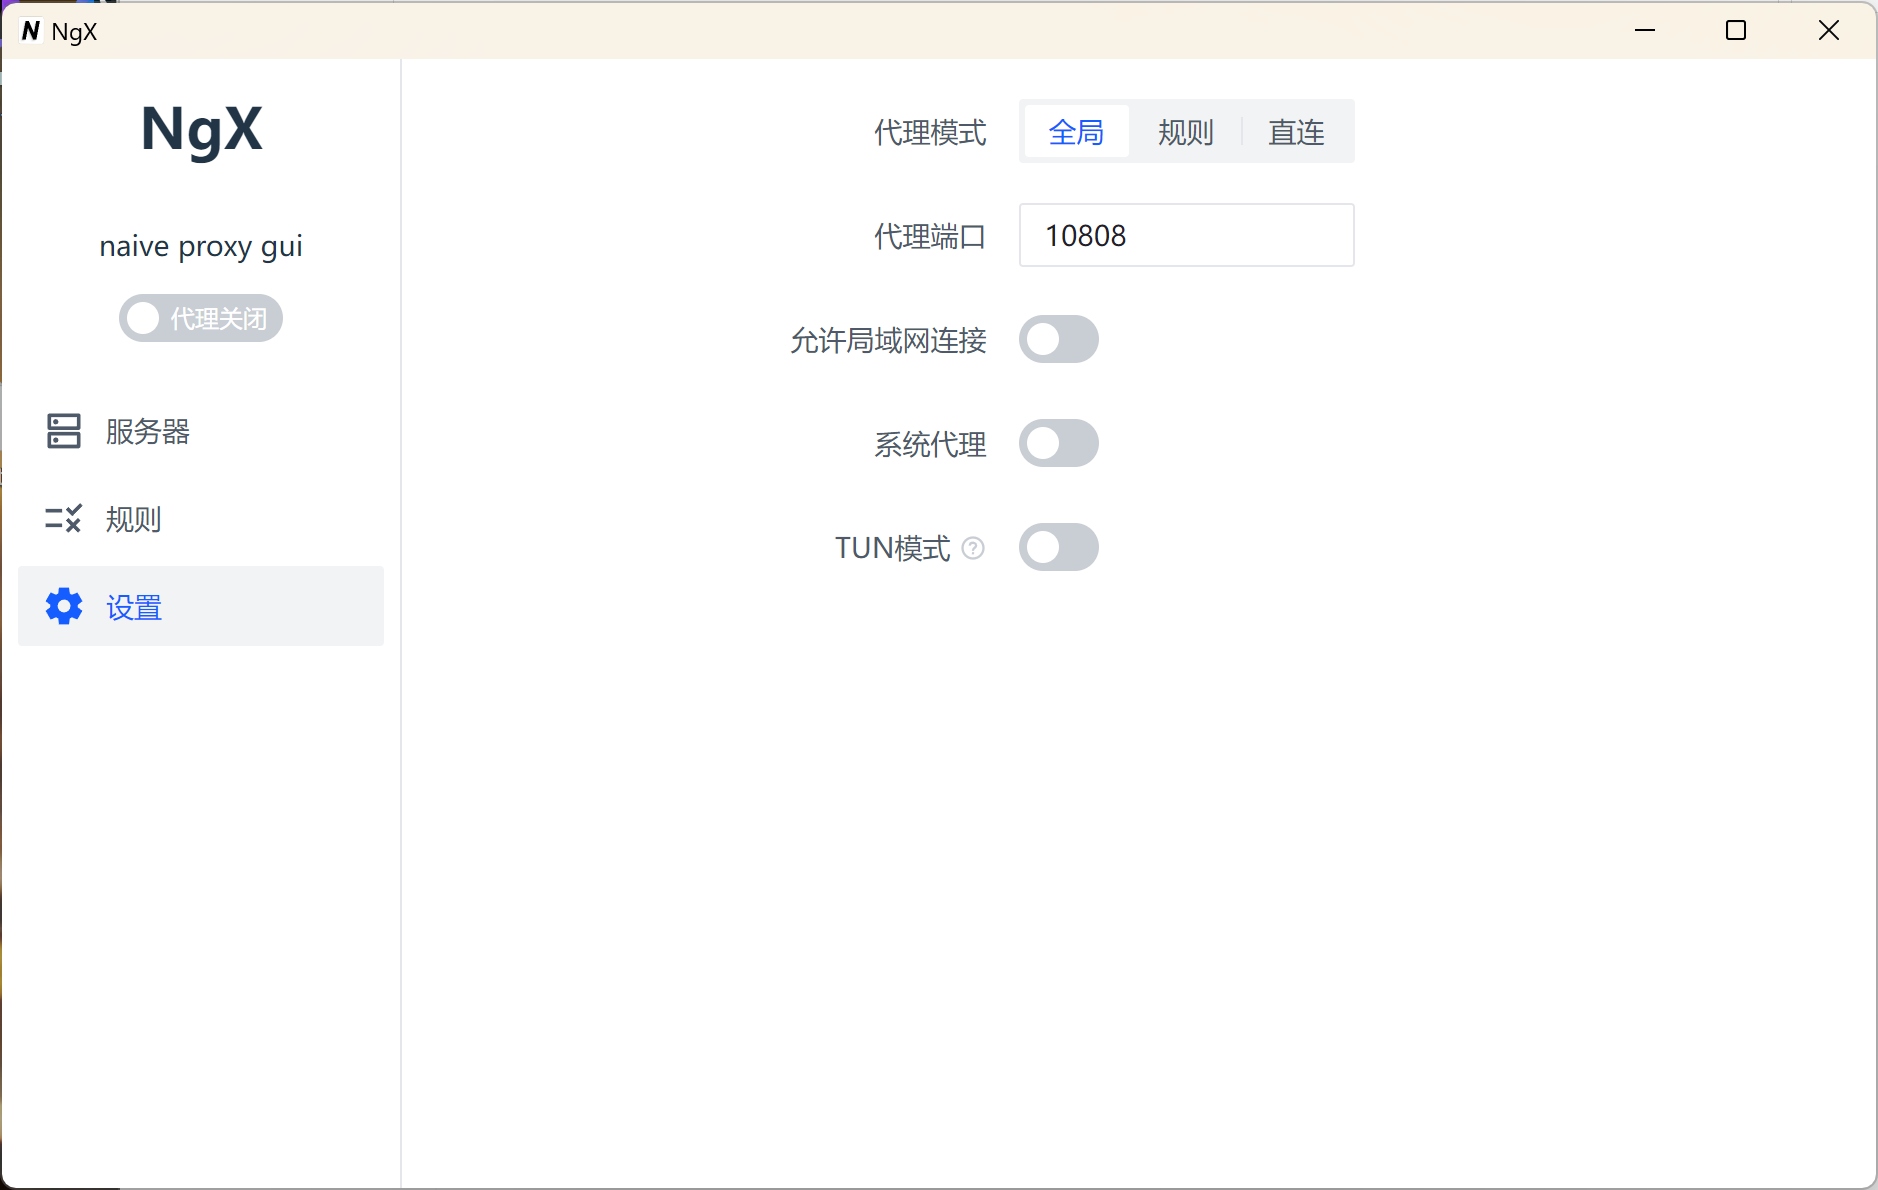 N NgX
NgX
naive proxy gui
代理关闭
服务器
规则
设置
代理模式 全局 规则 直连
代理端口 10808
允许局域网连接
系统代理
TUN模式 ?